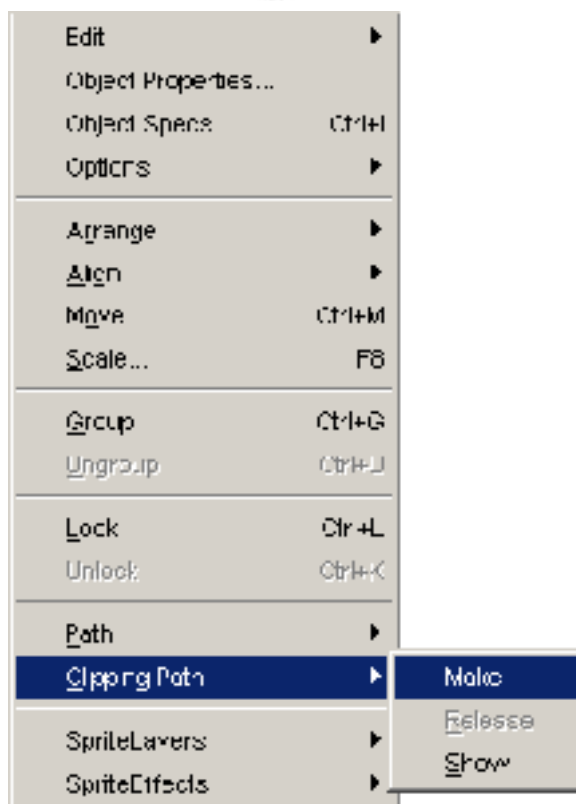 Edit
Object Properties...
Object Specs Ctrl+I
Options
Arrange
Align
Move Ctrl+M
Scale... F8
Group Ctrl+G
Ungroup Ctrl+U
Lock Ctrl+L
Unlock Ctrl+K
Path
Clipping Path
Make
Release
Show
SpriteLayers
SpriteEffects